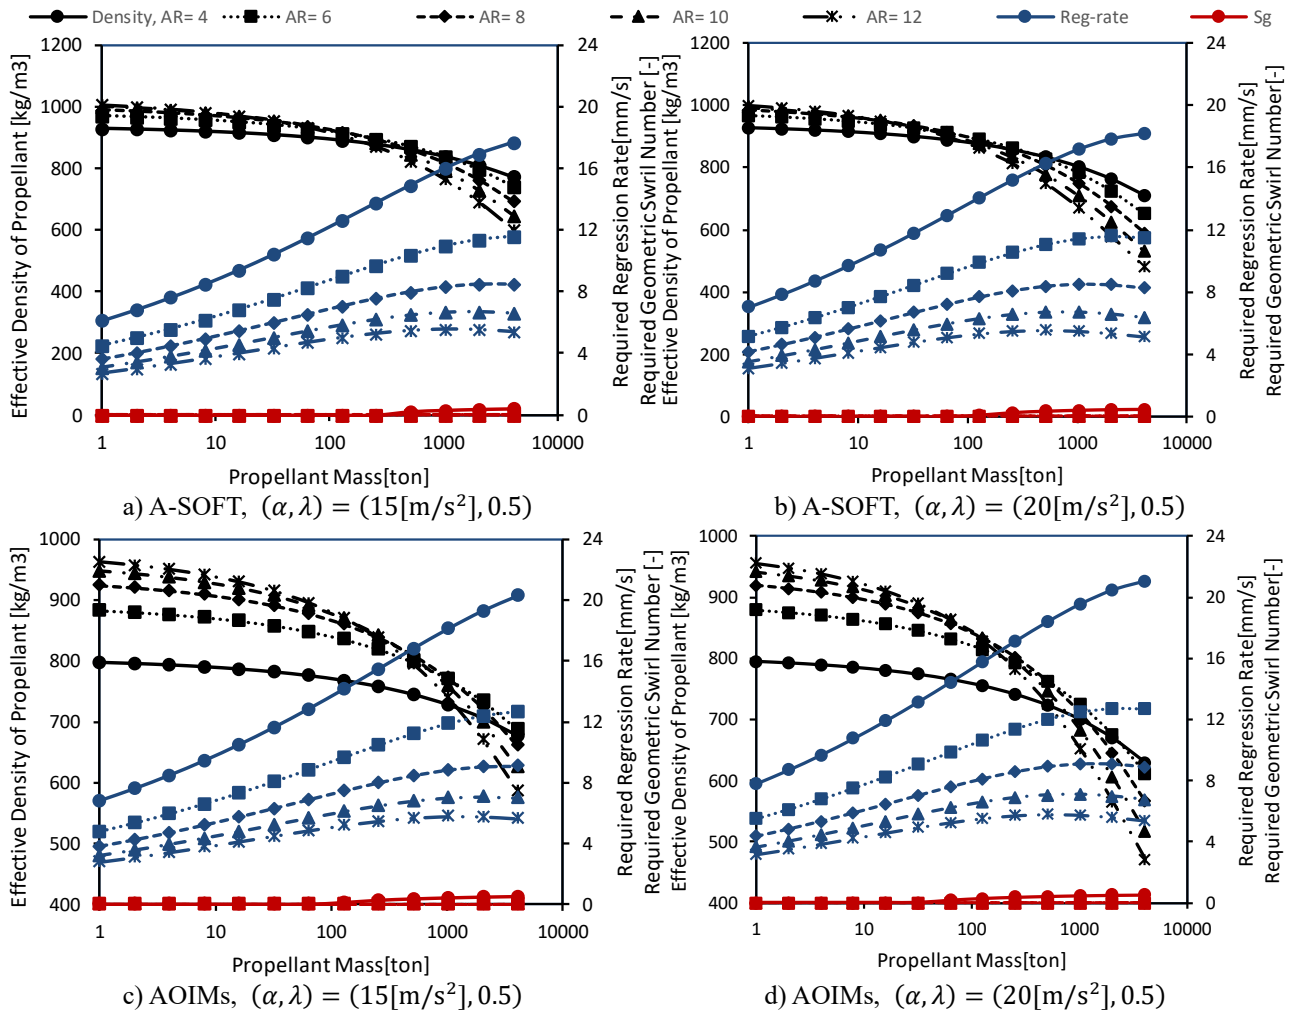 Density, AR= 4 AR= 6 AR= 8 AR= 10 AR= 12 Reg-rate Sg
Effective Density of Propellant [kg/m3]
1200
1000
800
600
400
200
0
24
20
16
12
8
4
0
Required Regression Rate[mm/s]
Required Geometric Swril Number [-]
1 10 100 1000 10000
Propellant Mass[ton]
a) A-SOFT, (α, λ) = (15[m/s²], 0.5)
Effective Density of Propellant [kg/m3]
1200
1000
800
600
400
200
0
24
20
16
12
8
4
0
Required Regression Rate[mm/s]
Required Geometric Swirl Number[-]
1 10 100 1000 10000
Propellant Mass[ton]
b) A-SOFT, (α, λ) = (20[m/s²], 0.5)
Effective Density of Propellant [kg/m3]
1000
900
800
700
600
500
400
24
20
16
12
8
4
0
Required Regression Rate[mm/s]
Required Geometric Swirl Number [-]
1 10 100 1000 10000
Propellant Mass[ton]
c) AOIMs, (α, λ) = (15[m/s²], 0.5)
Effective Density of Propellant [kg/m3]
1000
900
800
700
600
500
400
24
20
16
12
8
4
0
Required Regression Rate[mm/s]
Required Geometric Swirl Number [-]
1 10 100 1000 10000
Propellant Mass[ton]
d) AOIMs, (α, λ) = (20[m/s²], 0.5)